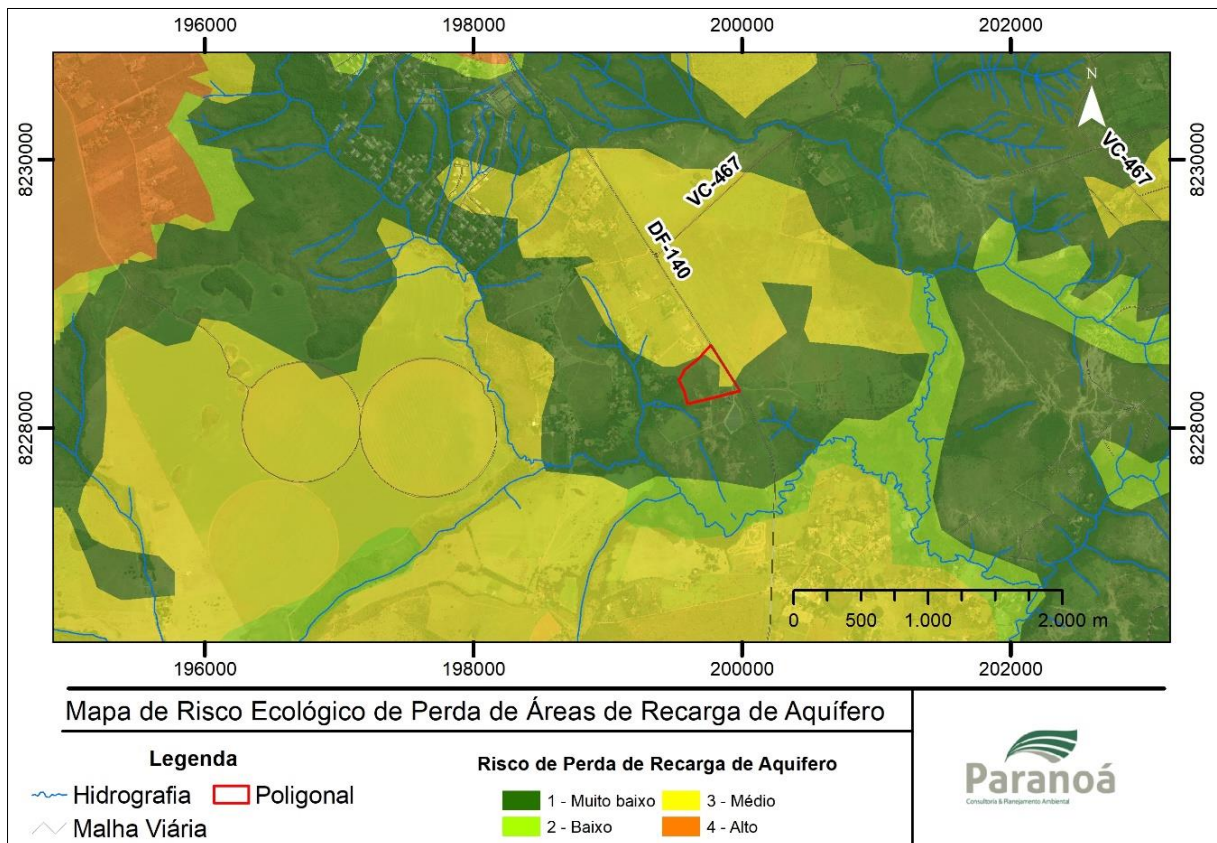 196000 198000 200000 202000
8230000 8230000
8228000 8228000
N
VC-467
VC-467
DF-140
0 500 1.000 2.000 m
196000 198000 200000 202000
Mapa de Risco Ecológico de Perda de Áreas de Recarga de Aquífero
Legenda
Hidrografia Poligonal
Malha Viária
Risco de Perda de Recarga de Aquifero
1 - Muito baixo 3 - Médio
2 - Baixo 4 - Alto
Paranoá
Consultoria & Planejamento Ambiental